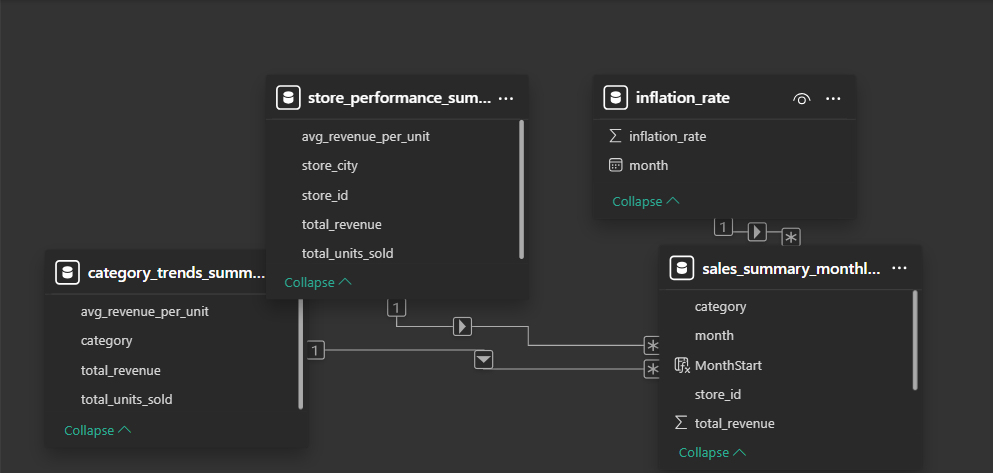 store_performance_sum...
avg_revenue_per_unit
store_city
store_id
total_revenue
total_units_sold
Collapse
inflation_rate
inflation_rate
month
Collapse
1
*
category_trends_summ...
avg_revenue_per_unit
category
total_revenue
total_units_sold
Collapse
1
*
1
*
sales_summary_monthl...
category
month
MonthStart
store_id
total_revenue
Collapse